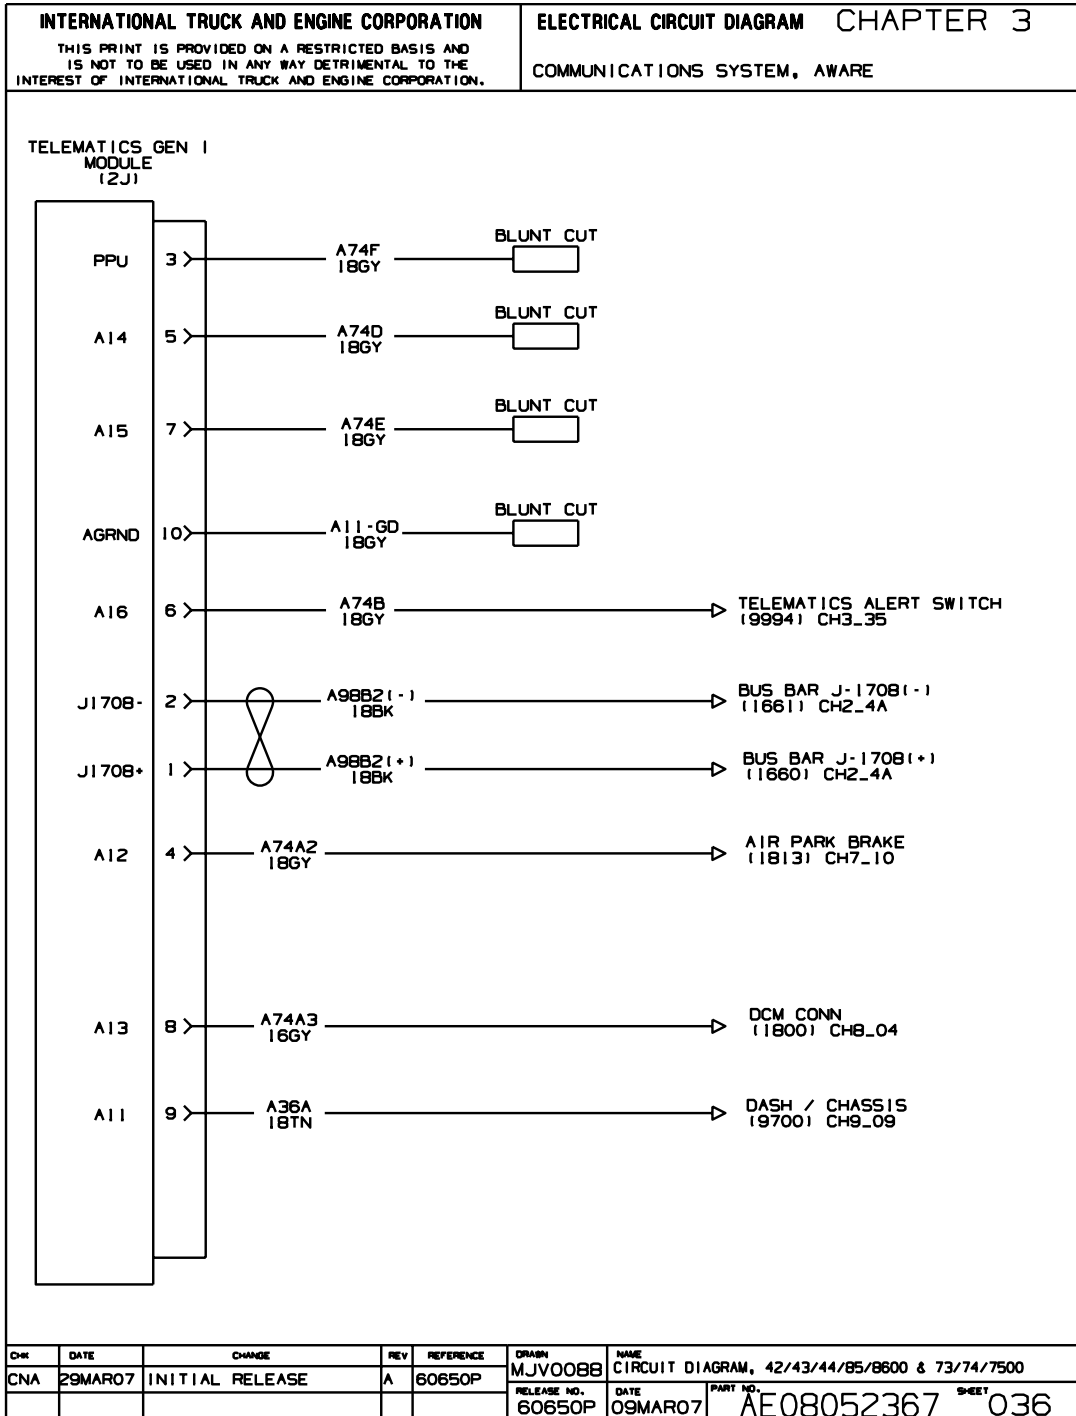 INTERNATIONAL TRUCK AND ENGINE CORPORATION
THIS PRINT IS PROVIDED ON A RESTRICTED BASIS AND
IS NOT TO BE USED IN ANY WAY DETRIMENTAL TO THE
INTEREST OF INTERNATIONAL TRUCK AND ENGINE CORPORATION.
ELECTRICAL CIRCUIT DIAGRAM CHAPTER 3
COMMUNICATIONS SYSTEM, AWARE
TELEMATICS GEN I
MODULE
(2J)
PPU 3 A74F BLUNT CUT
18GY
A14 5 A74D BLUNT CUT
18GY
A15 7 A74E BLUNT CUT
18GY
AGRND 10 A11-GD BLUNT CUT
18GY
A16 6 A74B TELEMATICS ALERT SWITCH
18GY (9994) CH3_35
J1708- 2 A98B2(-) BUS BAR J-1708(-)
18BK (1661) CH2_4A
J1708+ 1 A98B2(+) BUS BAR J-1708(+)
18BK (1660) CH2_4A
A12 4 A74A2 AIR PARK BRAKE
18GY (1813) CH7_10
A13 8 A74A3 DCM CONN
16GY (1800) CH8_04
A11 9 A36A DASH / CHASSIS
18TN (9700) CH9_09
CHK DATE CHANGE REV REFERENCE
CNA 29MAR07 INITIAL RELEASE A 60650P
DRAWN MJV0088
NAME CIRCUIT DIAGRAM, 42/43/44/85/8600 & 73/74/7500
RELEASE NO. 60650P
DATE 09MAR07
PART NO. AE08052367
SHEET 036